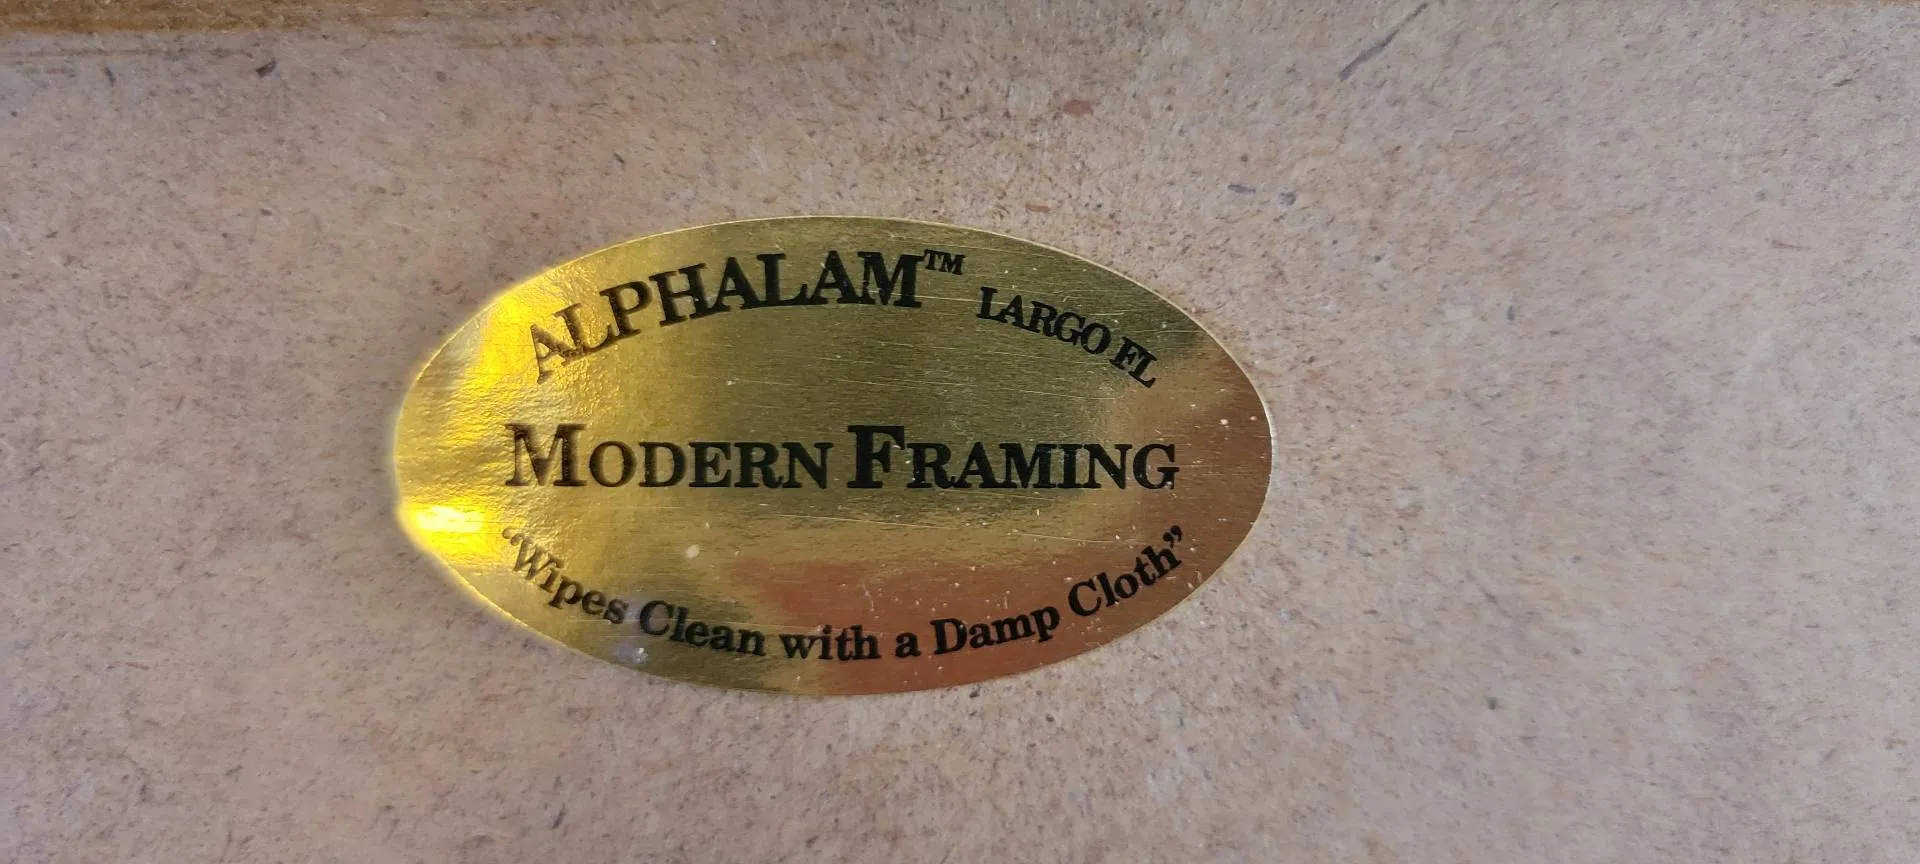 ALPHALAM™ LARGO FL
MODERN FRAMING
“Wipes Clean with a Damp Cloth”